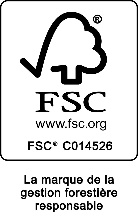 ®
FSC
www.fsc.org
FSC® C014526
La marque de la
gestion forestière
responsable